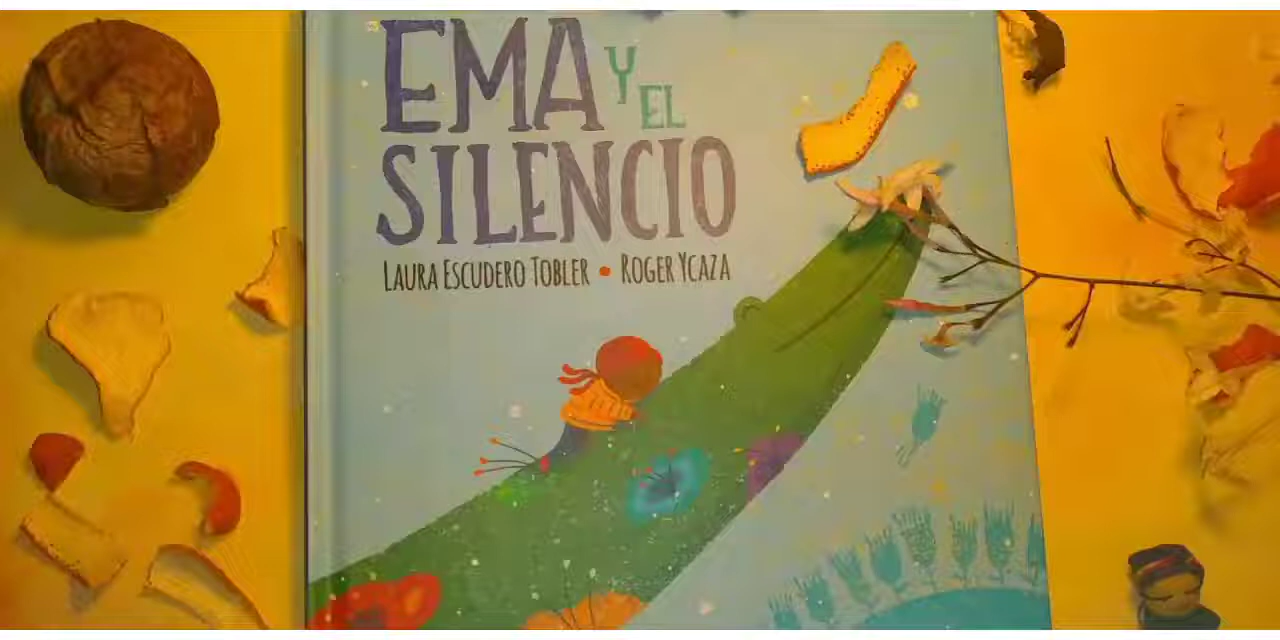 EMA Y EL
SILENCIO
LAURA ESCUDERO TOBLER • ROGER YCAZA